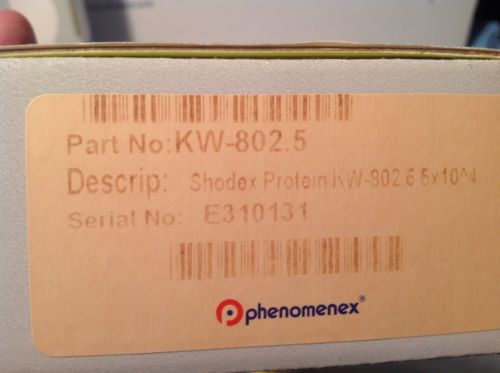 Part No:KW-802.5
Descrip: Shodex Protein KW-802.5 5x10^4
Serial No: E310131
phenomenex®